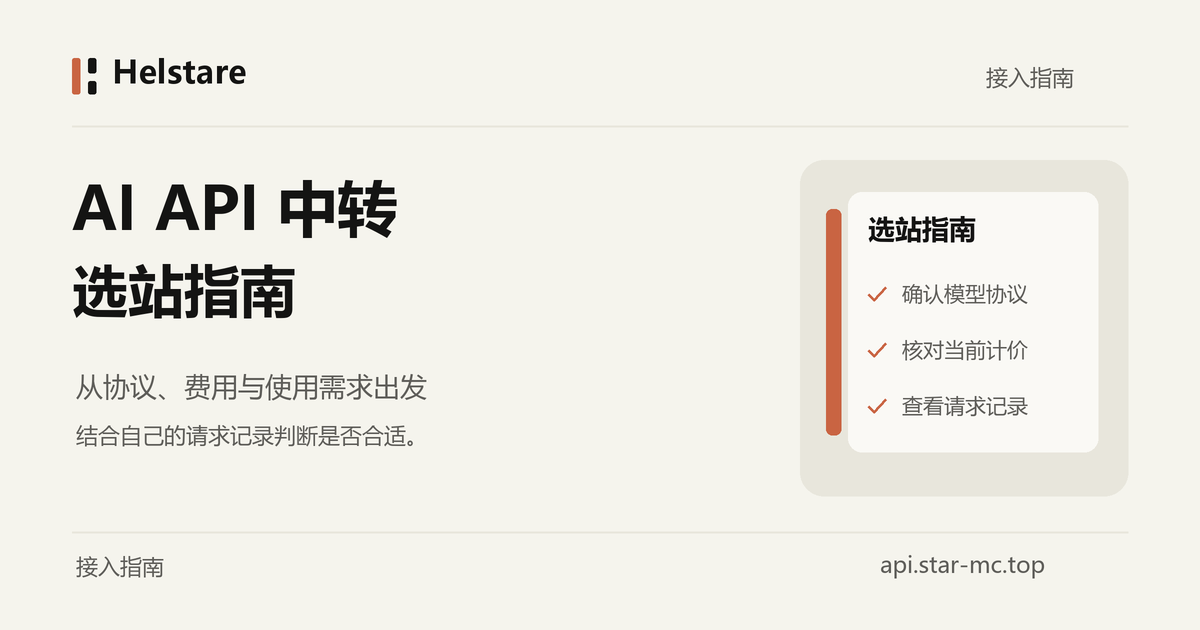 Helstare
接入指南
AI API 中转
选站指南
从协议、费用与使用需求出发
结合自己的请求记录判断是否合适。
选站指南
确认模型协议
核对当前计价
查看请求记录
接入指南
api.star-mc.top